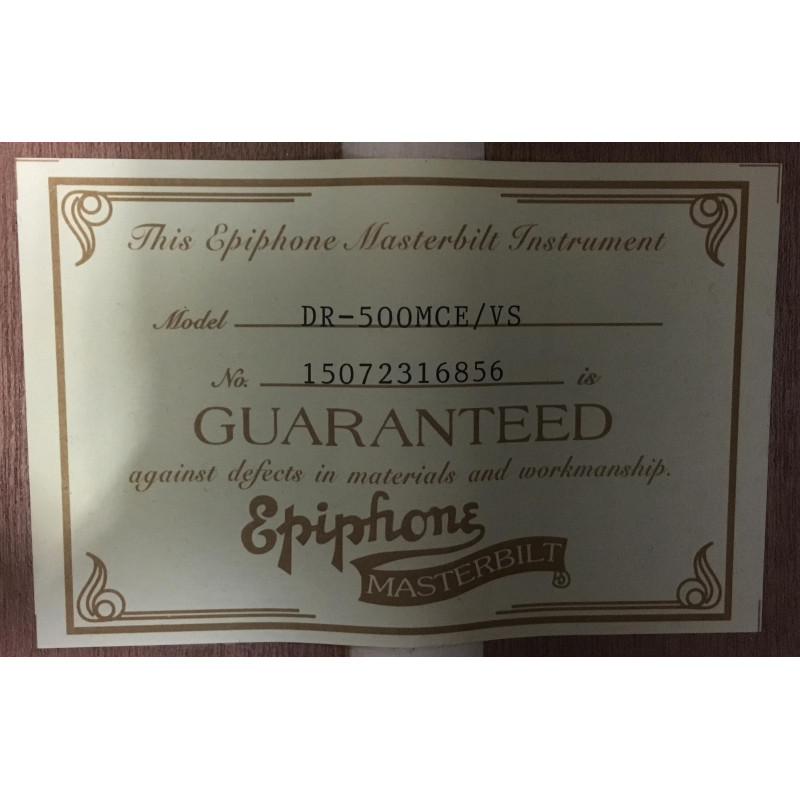 This Epiphone Masterbilt Instrument
Model DR-500MCE/VS
No. 15072316856 is
GUARANTEED
against defects in materials and workmanship.
Epiphone
MASTERBILT